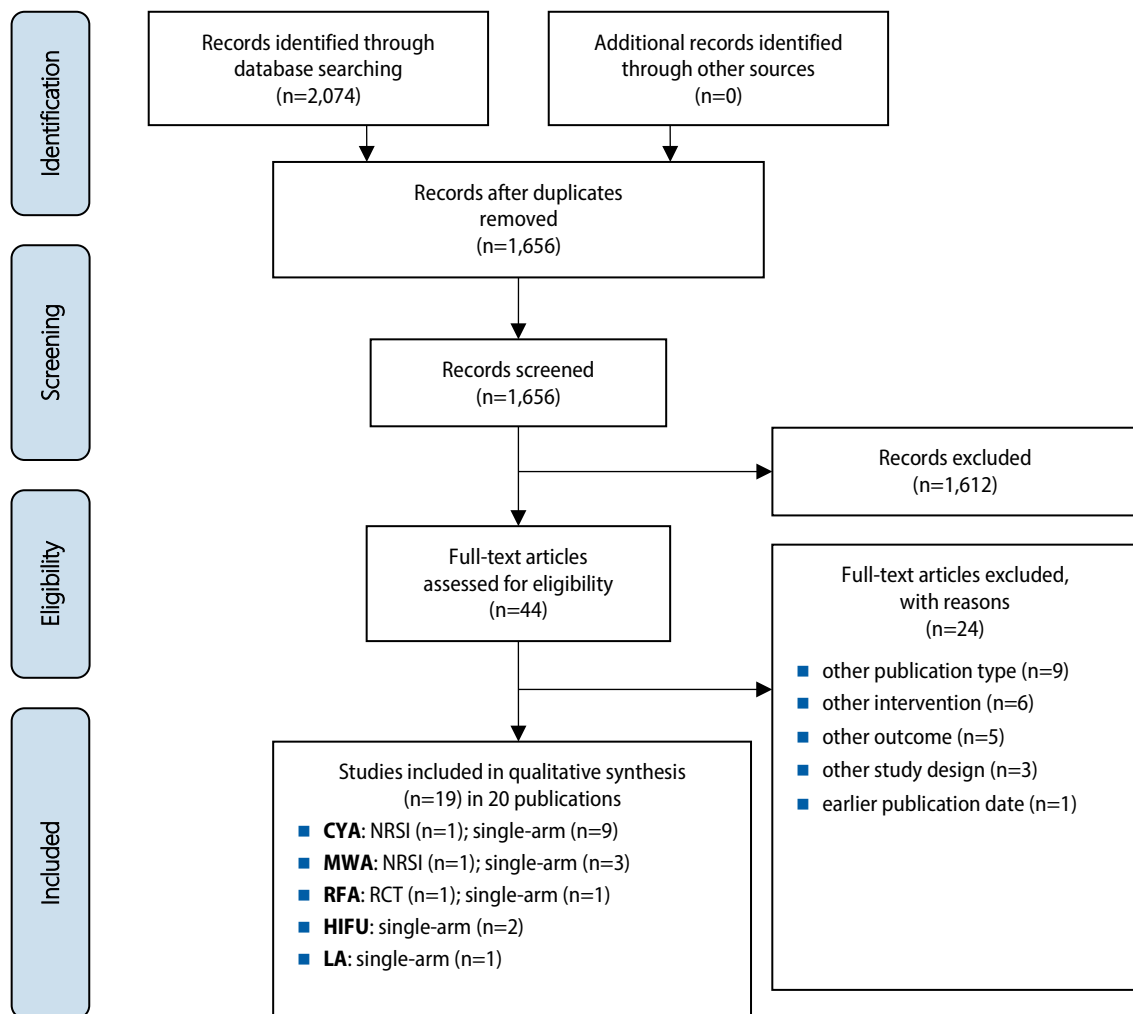 Identification
Records identified through
database searching
(n=2,074)
Additional records identified
through other sources
(n=0)
Records after duplicates
removed
(n=1,656)
Screening
Records screened
(n=1,656)
Records excluded
(n=1,612)
Eligibility
Full-text articles
assessed for eligibility
(n=44)
Full-text articles excluded,
with reasons
(n=24)
other publication type (n=9)
other intervention (n=6)
other outcome (n=5)
other study design (n=3)
earlier publication date (n=1)
Included
Studies included in qualitative synthesis
(n=19) in 20 publications
CYA: NRSI (n=1); single-arm (n=9)
MWA: NRSI (n=1); single-arm (n=3)
RFA: RCT (n=1); single-arm (n=1)
HIFU: single-arm (n=2)
LA: single-arm (n=1)